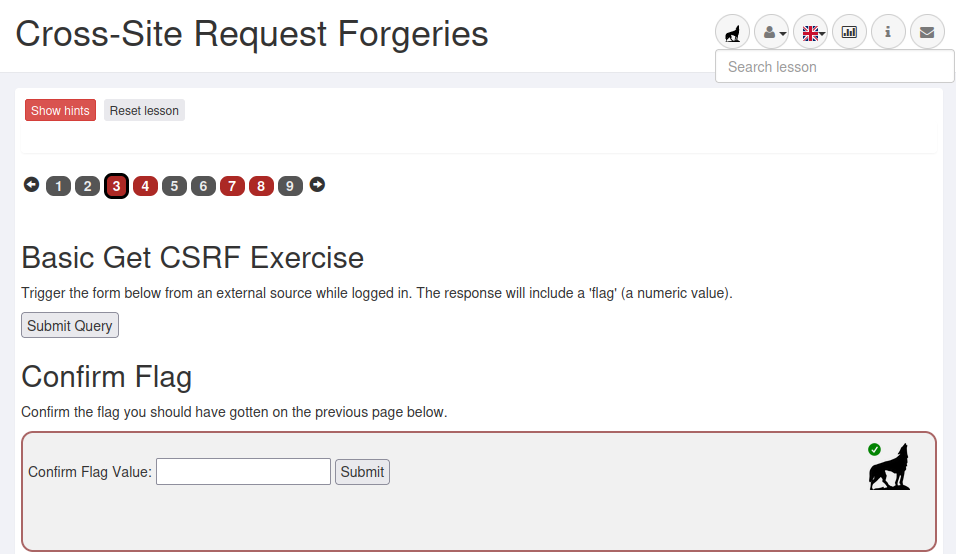 Cross-Site Request Forgeries
Search lesson
Show hints Reset lesson
1 2 3 4 5 6 7 8 9
Basic Get CSRF Exercise
Trigger the form below from an external source while logged in. The response will include a 'flag' (a numeric value).
Submit Query
Confirm Flag
Confirm the flag you should have gotten on the previous page below.
Confirm Flag Value: Submit